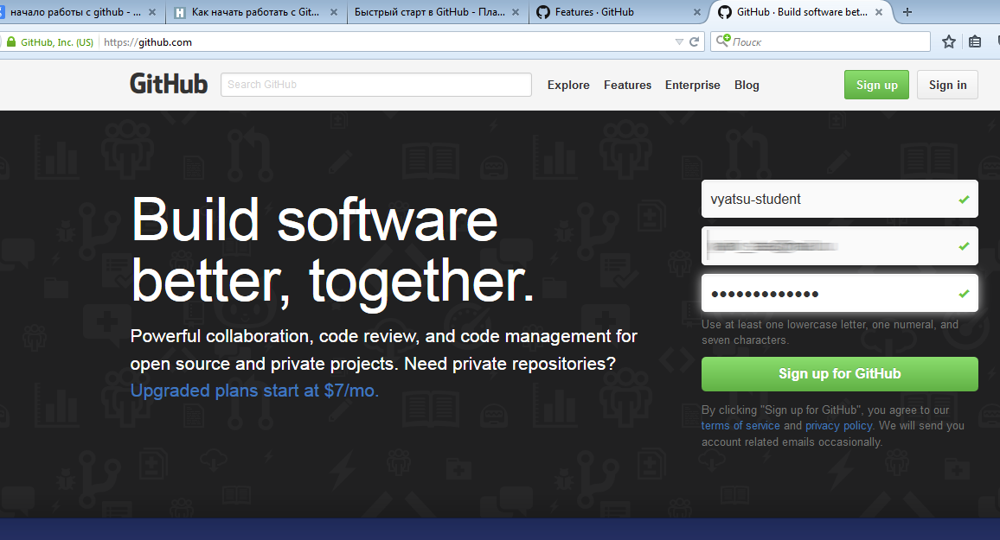 начало работы с github - ...
Как начать работать с Git...
Быстрый старт в GitHub - Пла...
Features · GitHub
GitHub · Build software bet...
GitHub, Inc. (US)
https://github.com
Поиск
GitHub
Search GitHub
Explore
Features
Enterprise
Blog
Sign up
Sign in
Build software
better, together.
Powerful collaboration, code review, and code management for
open source and private projects. Need private repositories?
Upgraded plans start at $7/mo.
vyatsu-student
Use at least one lowercase letter, one numeral, and
seven characters.
Sign up for GitHub
By clicking "Sign up for GitHub", you agree to our
terms of service and privacy policy. We will send you
account related emails occasionally.